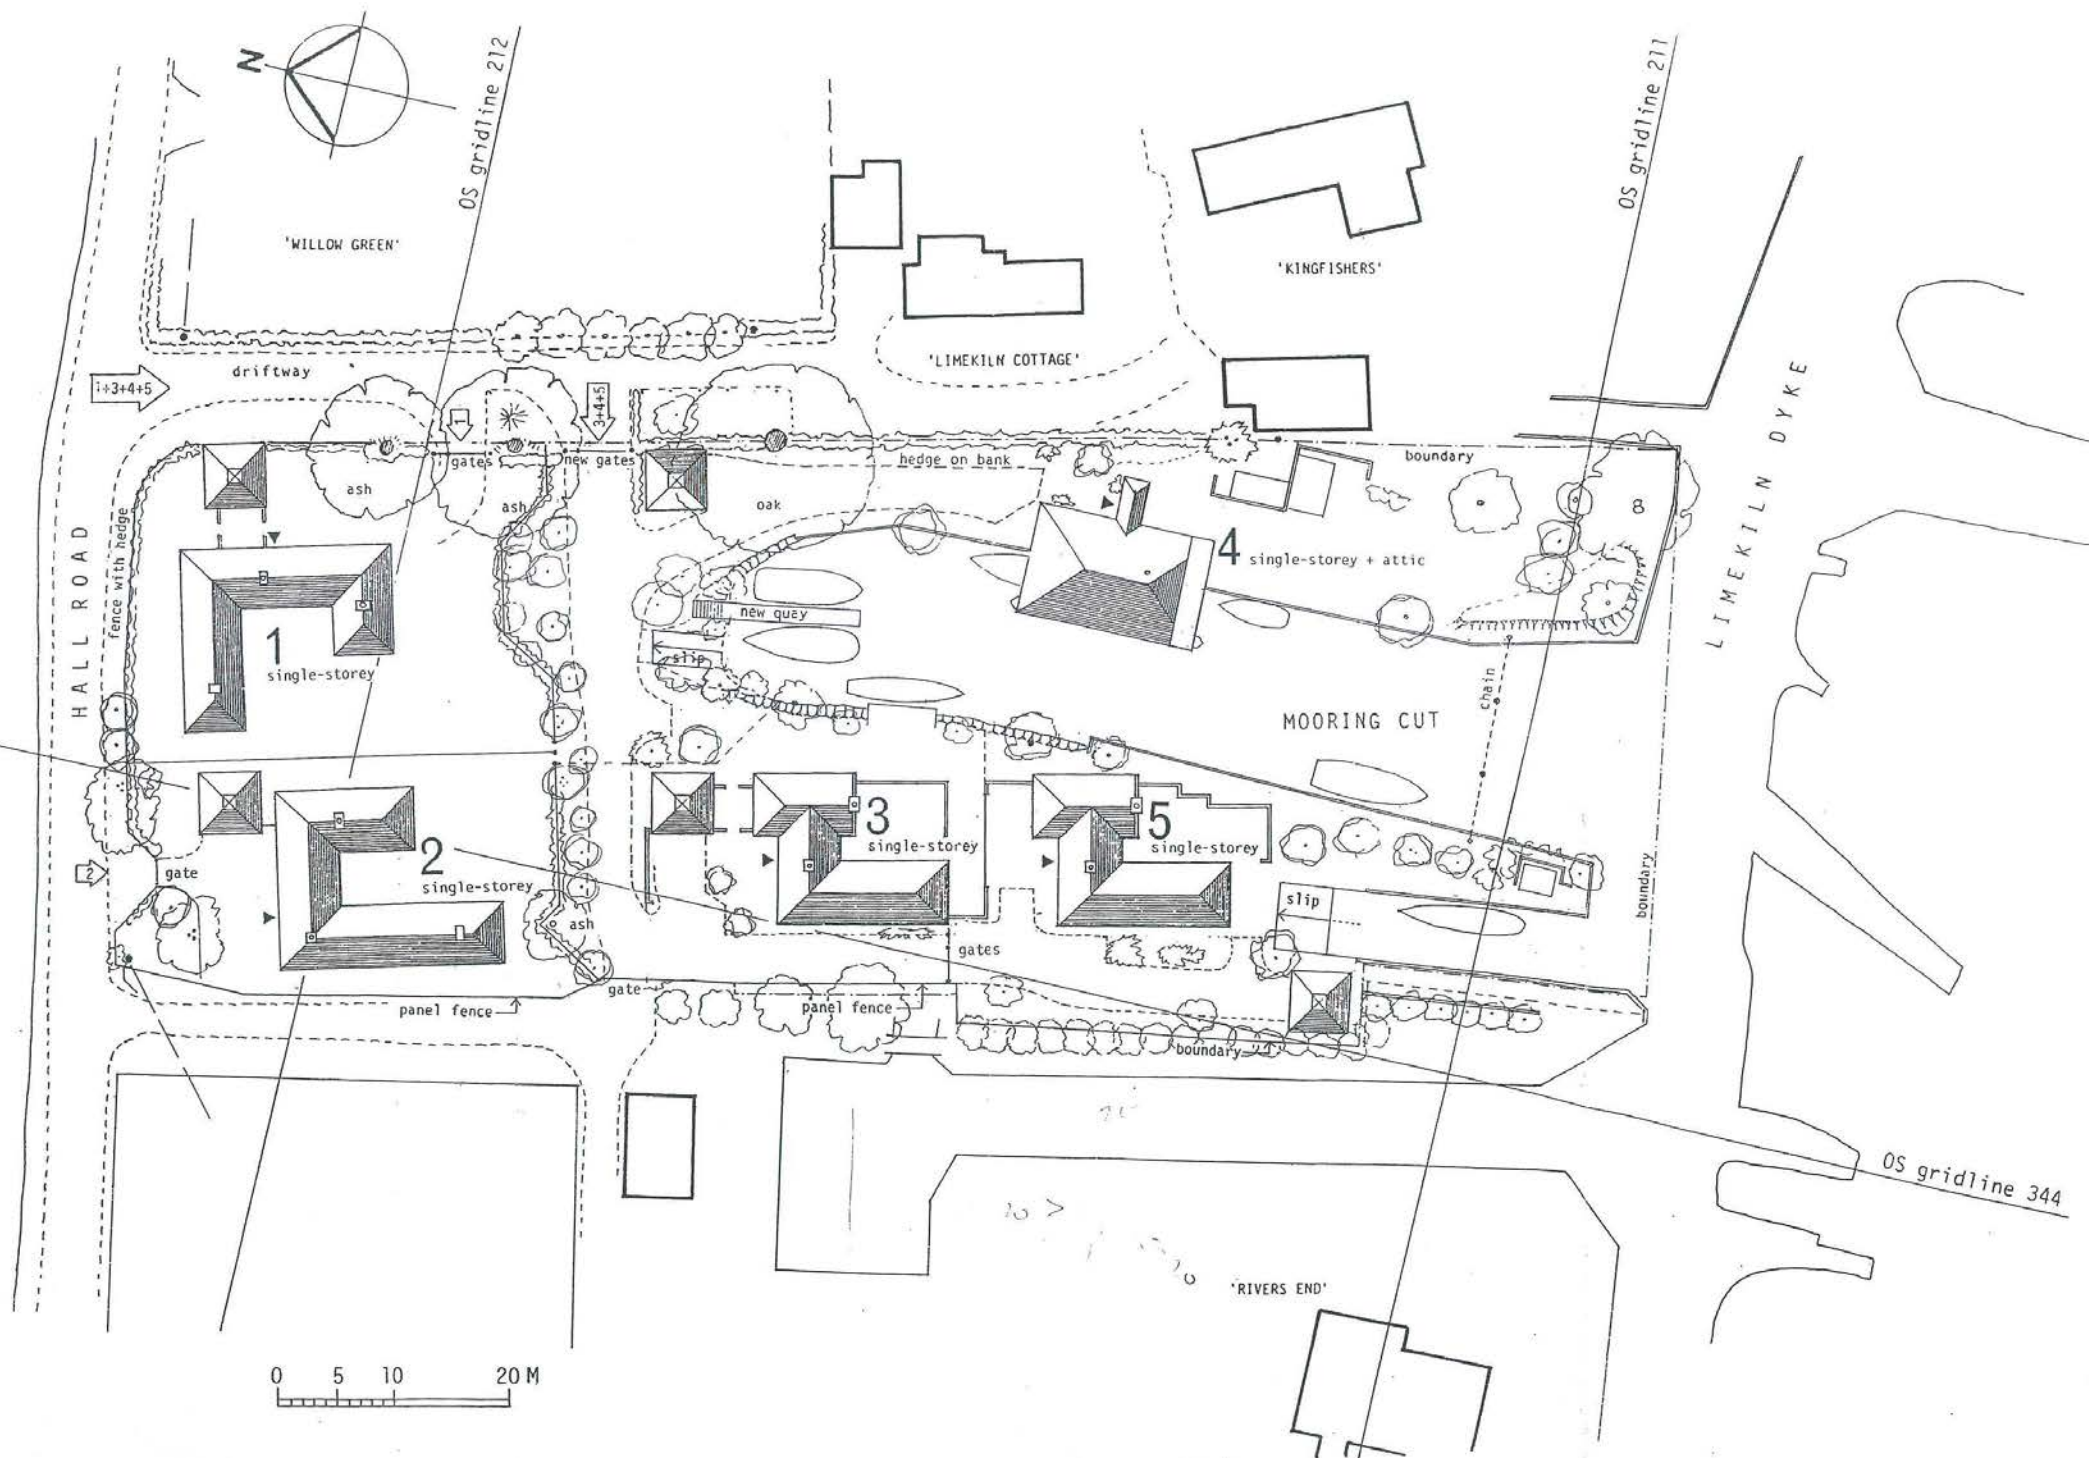 N
OS gridline 212
OS gridline 211
'WILLOW GREEN'
'KINGFISHERS'
'LIMEKILN COTTAGE'
driftway
1+3+4+5
1
3+4+5
gates
new gates
hedge on bank
boundary
ash
ash
oak
LIMEKILN DYKE
HALL ROAD
fence with hedge
4
single-storey + attic
new quay
slip
1
single-storey
chain
MOORING CUT
3
single-storey
5
single-storey
2
single-storey
2
gate
ash
slip
boundary
gates
gate
panel fence
panel fence
boundary
OS gridline 344
'RIVERS END'
0 5 10 20 M